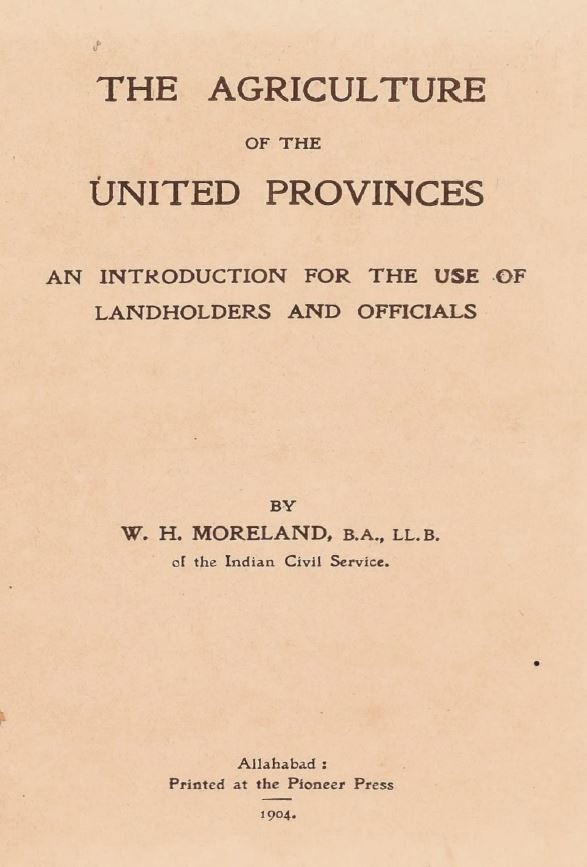 THE AGRICULTURE
OF THE
UNITED PROVINCES
AN INTRODUCTION FOR THE USE OF
LANDHOLDERS AND OFFICIALS
BY
W. H. MORELAND, B.A., LL.B.
of the Indian Civil Service.
Allahabad :
Printed at the Pioneer Press
1904.